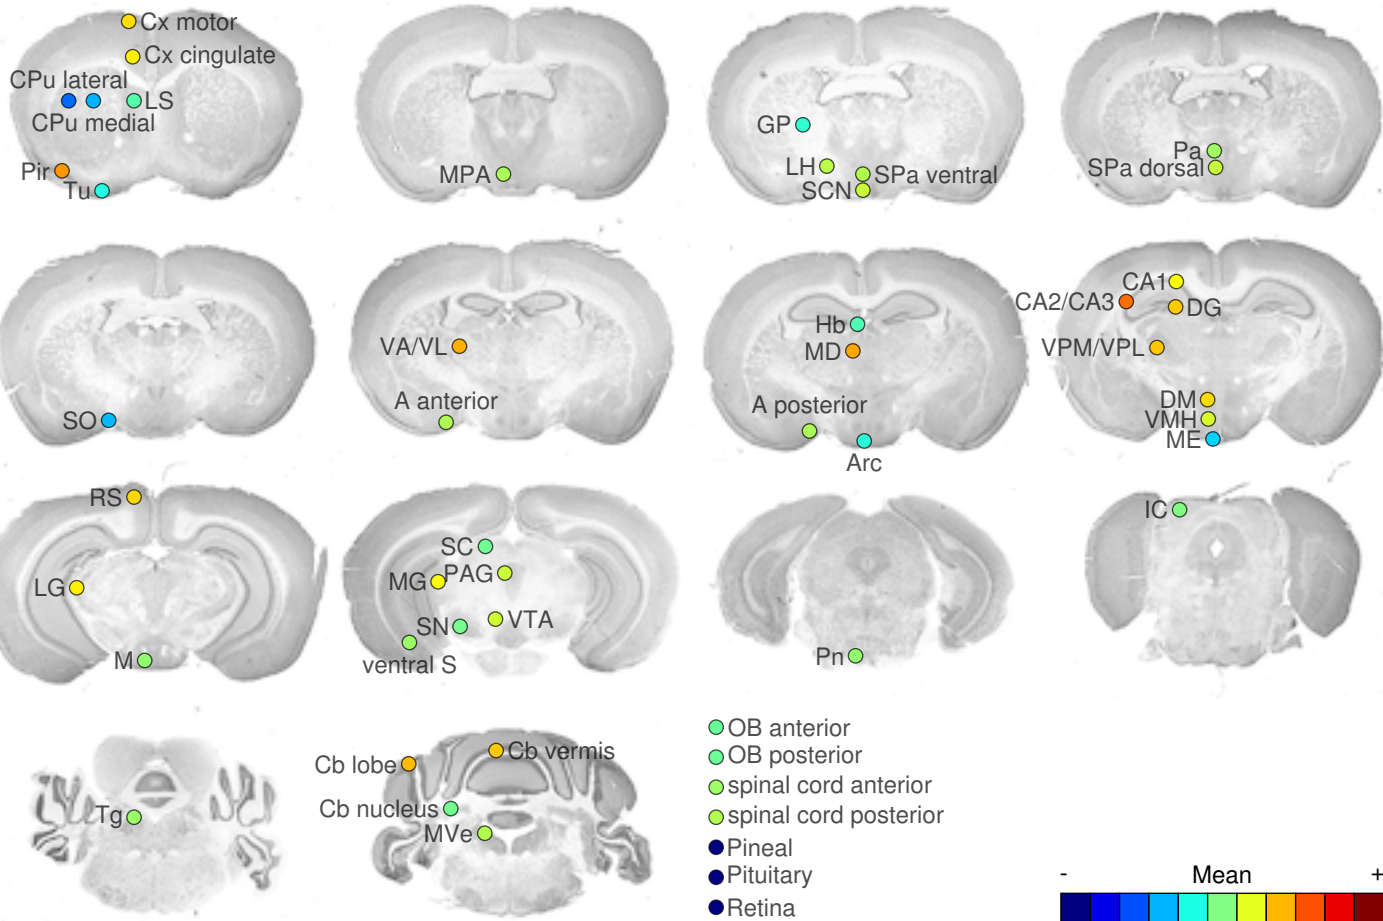 Cx motor
Cx cingulate
CPu lateral
LS
CPu medial
Pir
Tu
MPA
GP
LH
SPa ventral
SCN
Pa
SPa dorsal
SO
VA/VL
A anterior
Hb
MD
A posterior
Arc
CA1
CA2/CA3
DG
VPM/VPL
DM
VMH
ME
RS
LG
M
SC
MG
PAG
SN
VTA
ventral S
Pn
IC
Tg
Cb lobe
Cb vermis
Cb nucleus
MVe
OB anterior
OB posterior
spinal cord anterior
spinal cord posterior
Pineal
Pituitary
Retina
- Mean +